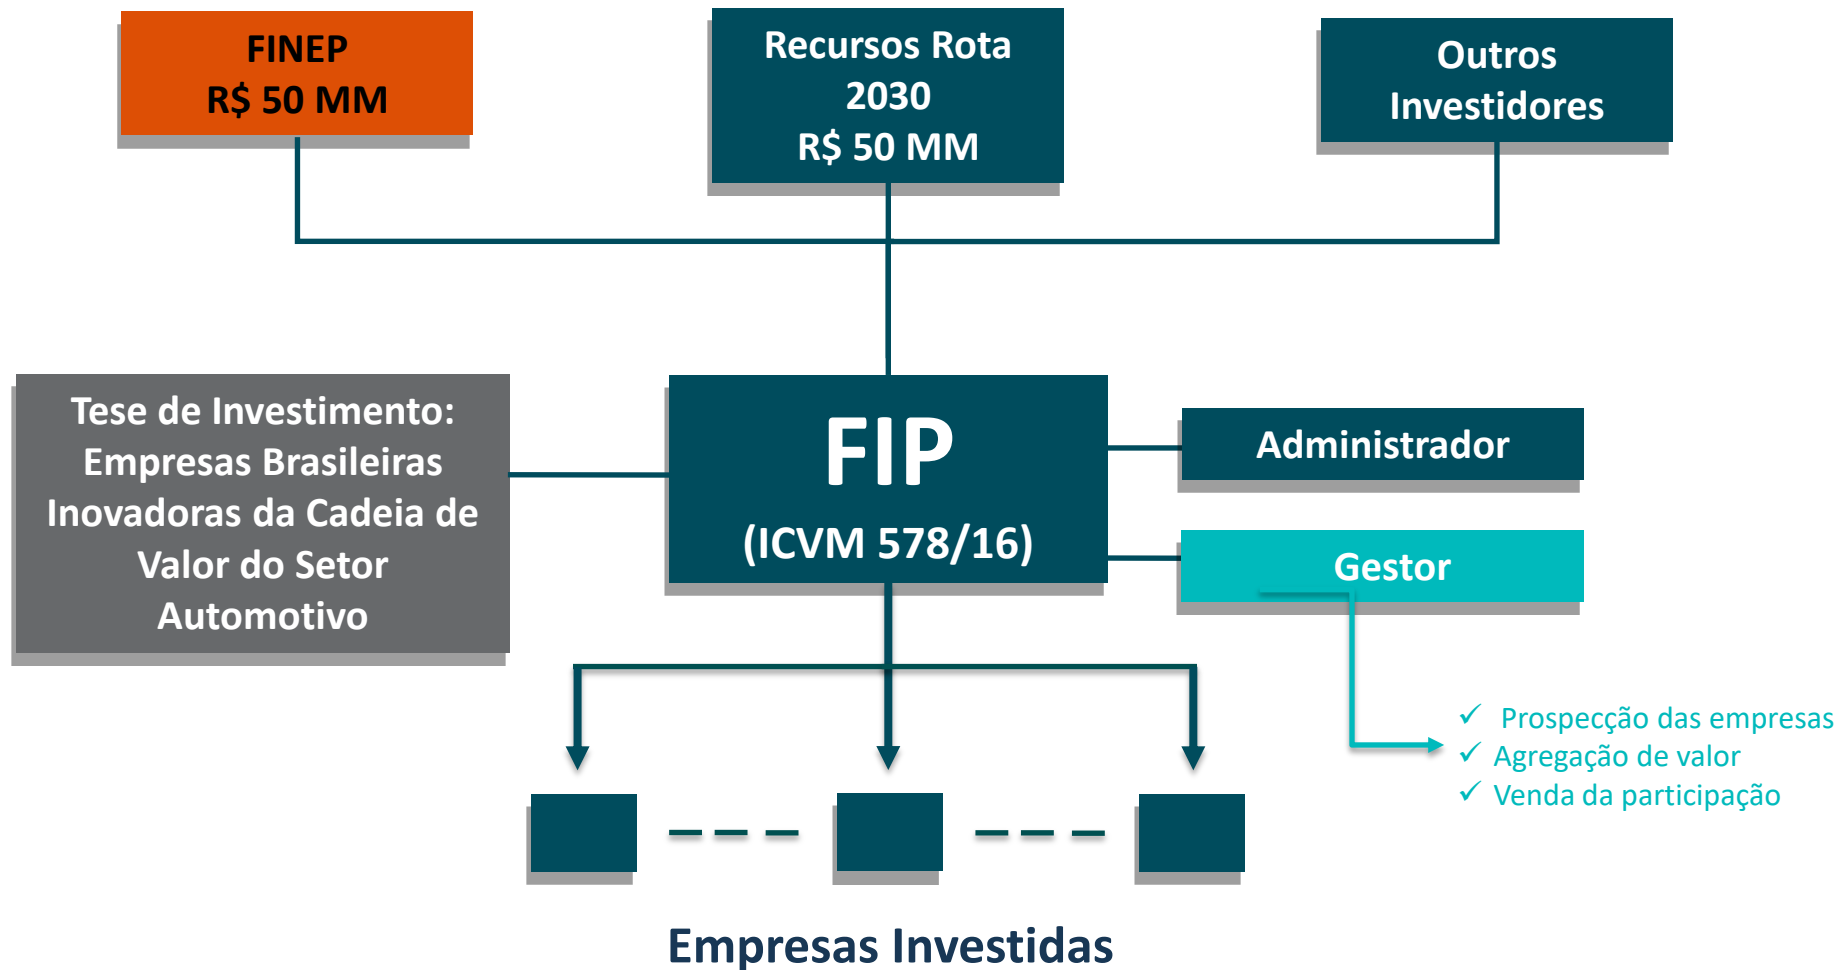 FINEP
R$ 50 MM
Recursos Rota
2030
R$ 50 MM
Outros
Investidores
Tese de Investimento:
Empresas Brasileiras
Inovadoras da Cadeia de
Valor do Setor
Automotivo
FIP
(ICVM 578/16)
Administrador
Gestor
✓ Prospecção das empresas
✓ Agregação de valor
✓ Venda da participação
Empresas Investidas